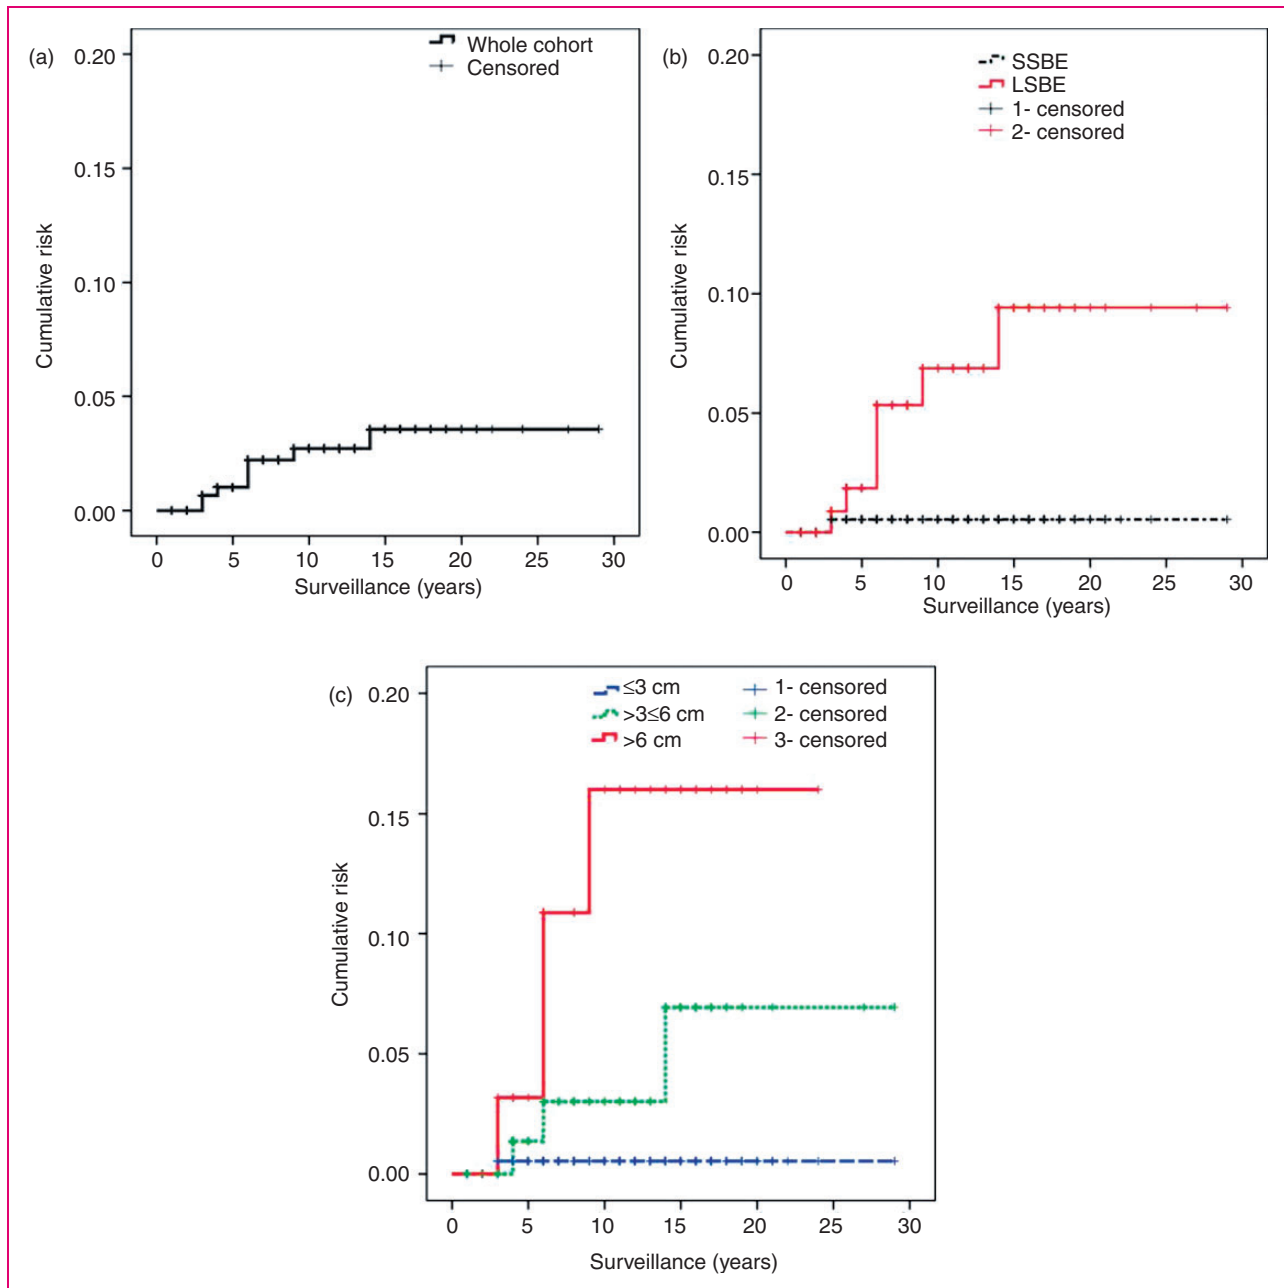 (a)
0.20
0.15
0.10
0.05
0.00
Cumulative risk
Whole cohort
Censored
0 5 10 15 20 25 30
Surveillance (years)
(b)
0.20
0.15
0.10
0.05
0.00
Cumulative risk
SSBE
LSBE
1- censored
2- censored
0 5 10 15 20 25 30
Surveillance (years)
(c)
0.20
0.15
0.10
0.05
0.00
Cumulative risk
≤3 cm 1- censored
>3≤6 cm 2- censored
>6 cm 3- censored
0 5 10 15 20 25 30
Surveillance (years)